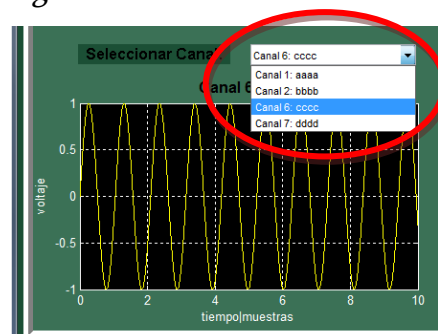 Seleccionar Canal
Canal 6: cccc
Canal 1: aaaa
Canal 2: bbbb
Canal 6: cccc
Canal 7: dddd
Canal 6
1
0.5
0
-0.5
-1
voltaje
0 2 4 6 8 10
tiempo|muestras